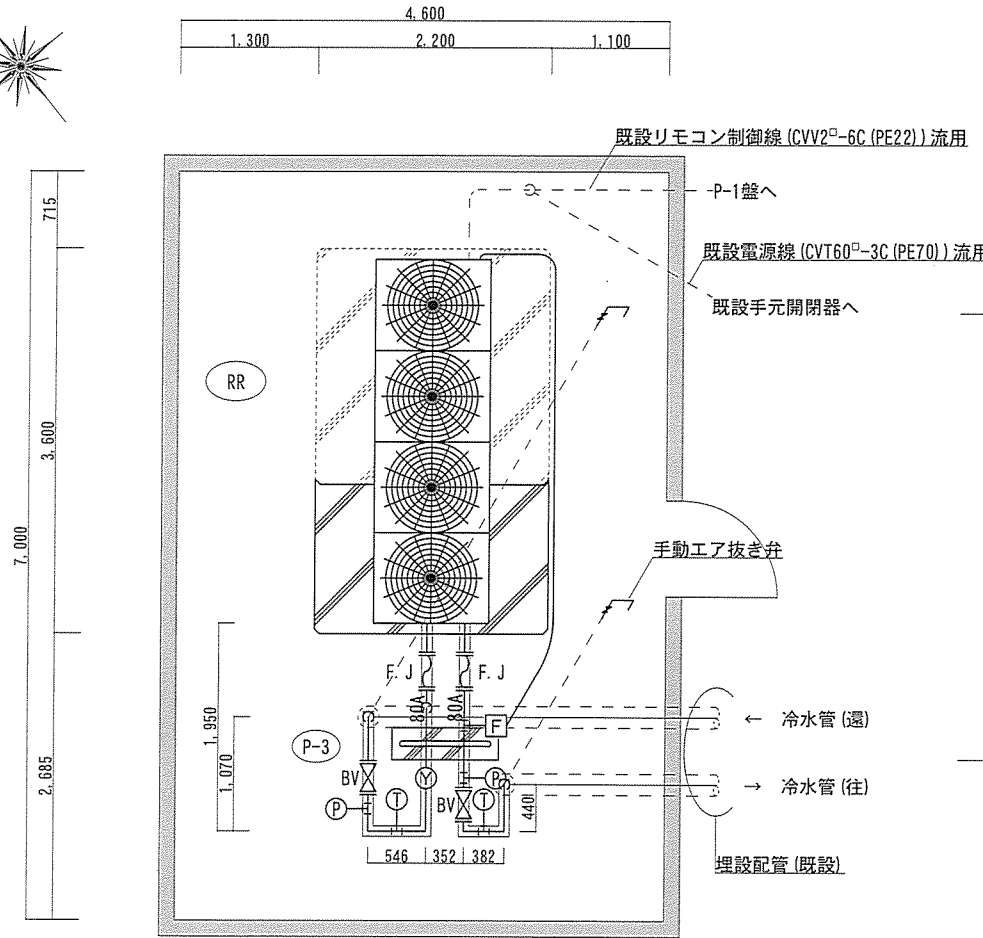 4,600
1,300
2,200
1,100
既設リモコン制御線(CVV2□-6C(PE22))流用
P-1盤へ
715
既設電源線(CVT60□-3C(PE70))流用
既設手元開閉器へ
RR
3,600
7,000
手動エア抜き弁
F.J
F.J
80A
80A
F
← 冷水管(還)
1,950
1,070
P-3
2,685
BV
Y
P
→ 冷水管(往)
P
T
BV
T
440
546
352
382
埋設配管(既設)